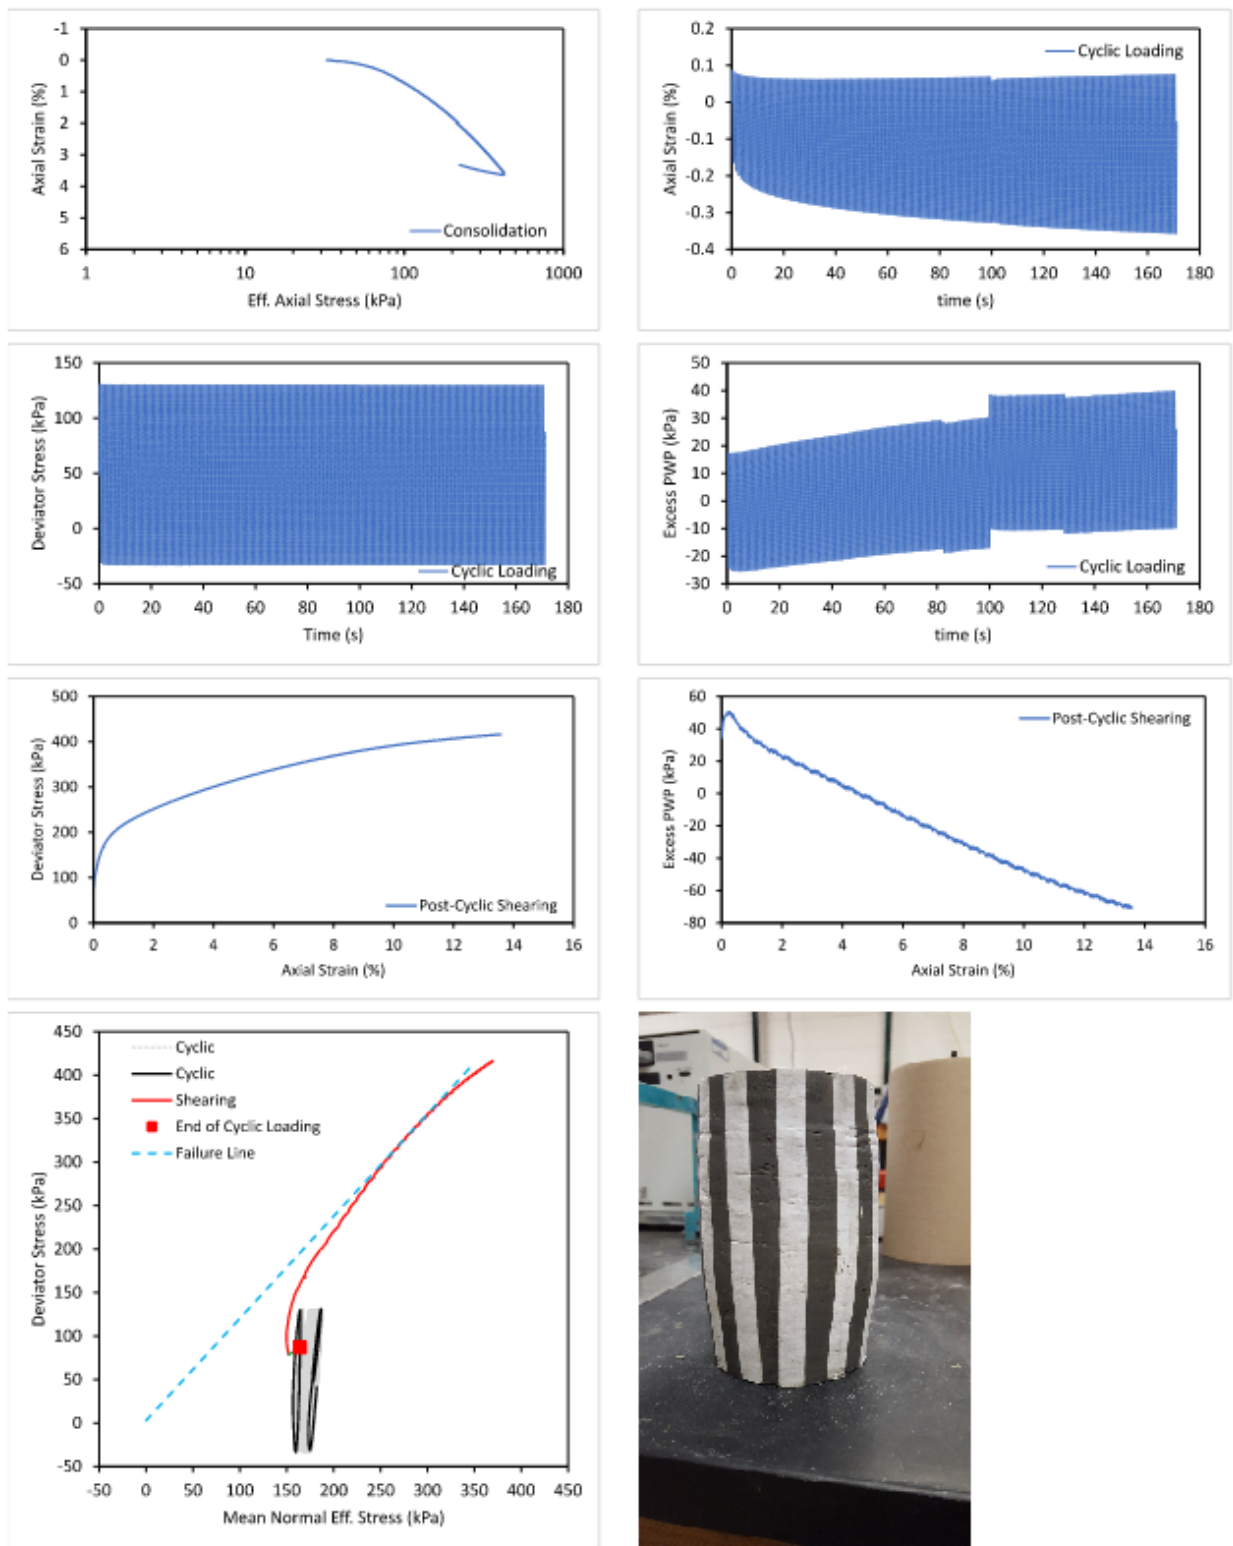 -1
0
1
2
3
4
5
6
Axial Strain (%)
Consolidation
1 10 100 1000
Eff. Axial Stress (kPa)
0.2
0.1
0
-0.1
-0.2
-0.3
-0.4
Axial Strain (%)
Cyclic Loading
0 20 40 60 80 100 120 140 160 180
time (s)
150
100
50
0
-50
Deviator Stress (kPa)
Cyclic Loading
0 20 40 60 80 100 120 140 160 180
Time (s)
50
40
30
20
10
0
-10
-20
-30
Excess PWP (kPa)
Cyclic Loading
0 20 40 60 80 100 120 140 160 180
time (s)
500
400
300
200
100
0
Deviator Stress (kPa)
Post-Cyclic Shearing
0 2 4 6 8 10 12 14 16
Axial Strain (%)
60
40
20
0
-20
-40
-60
-80
Excess PWP (kPa)
Post-Cyclic Shearing
0 2 4 6 8 10 12 14 16
Axial Strain (%)
450
400
350
300
250
200
150
100
50
0
-50
Deviator Stress (kPa)
Cyclic
Cyclic
Shearing
End of Cyclic Loading
Failure Line
-50 0 50 100 150 200 250 300 350 400 450
Mean Normal Eff. Stress (kPa)